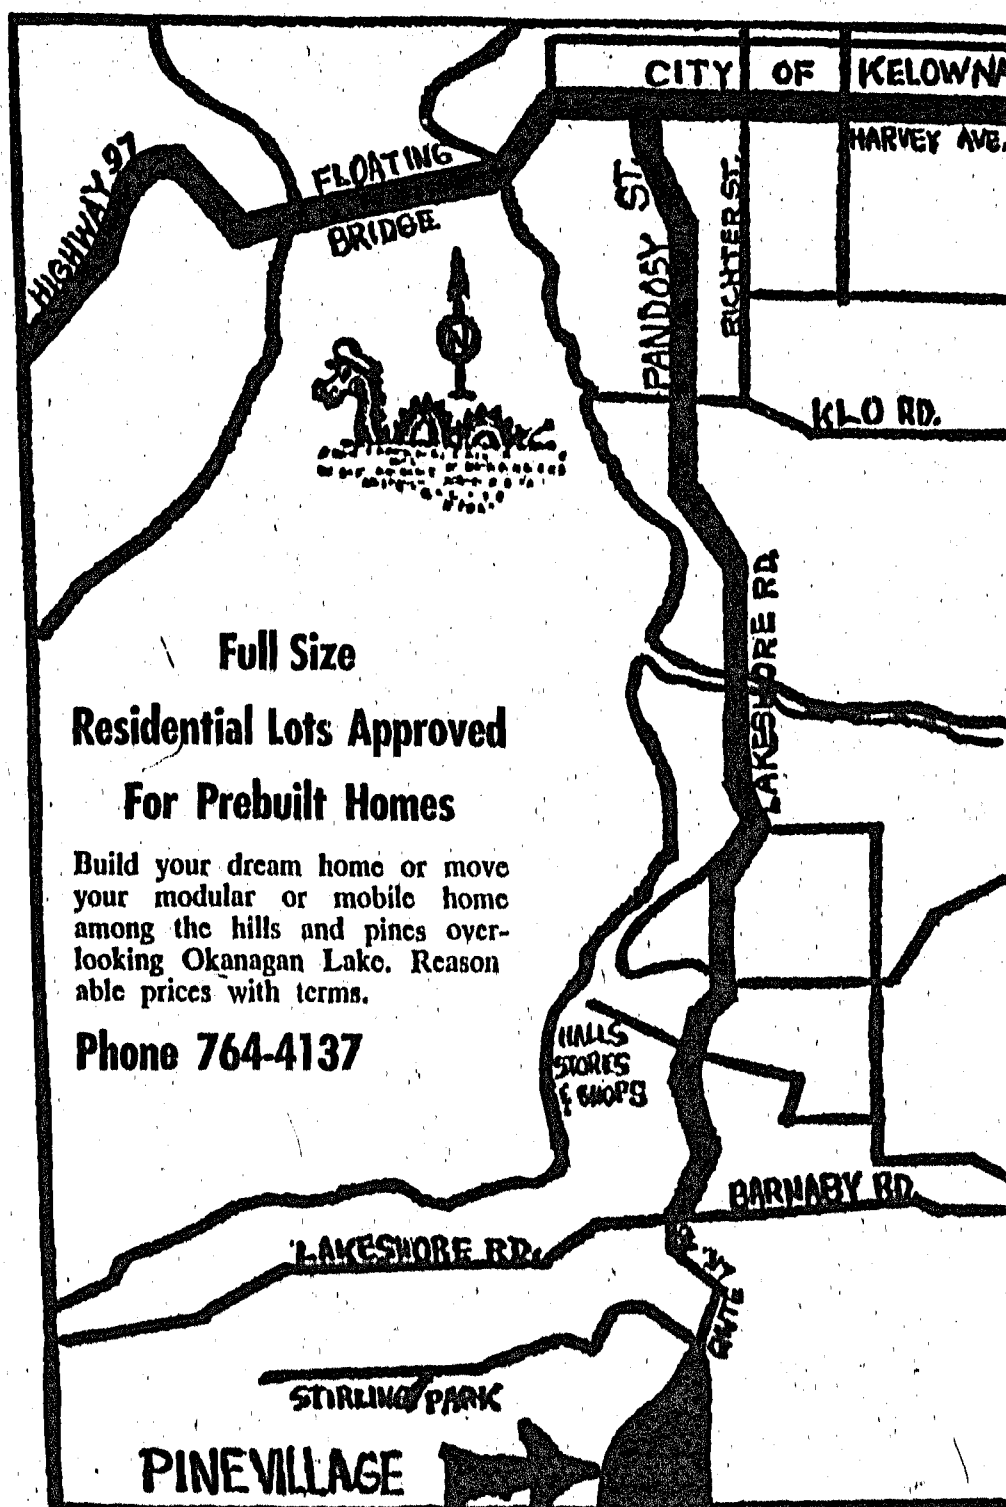 CITY OF KELOWNA
HARVEY AVE.
HIGHWAY 97
FLOATING
BRIDGE
PANDOSY ST.
RICHTER ST.
N
KLO RD.
LAKESHORE RD.
Full Size
Residential Lots Approved
For Prebuilt Homes
Build your dream home or move
your modular or mobile home
among the hills and pines over-
looking Okanagan Lake. Reason
able prices with terms.
Phone 764-4137
HALLS
STORES
& SHOPS
BARNABY RD.
LAKESHORE RD.
STIRLING PARK
PINEVILLAGE